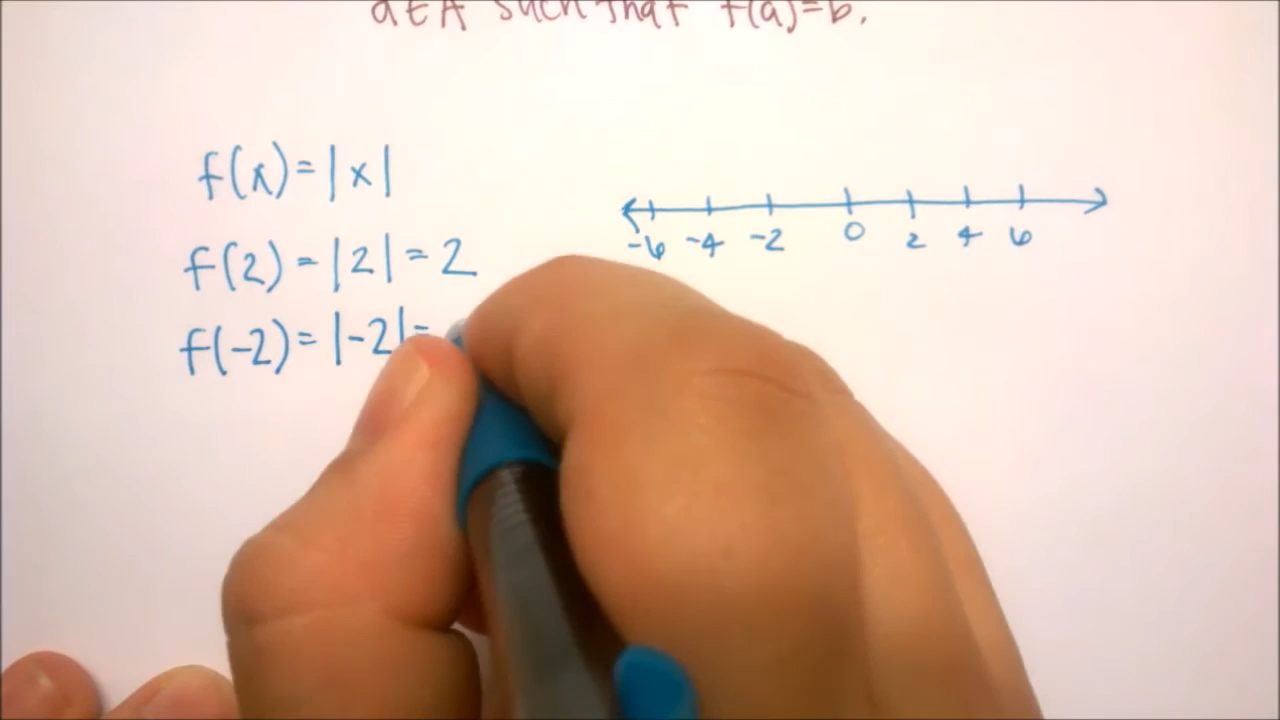 a∈A such that f(a)=b.
f(x)=|x|
f(2)=|2|=2
f(-2)=|-2|=
-6 -4 -2 0 2 4 6